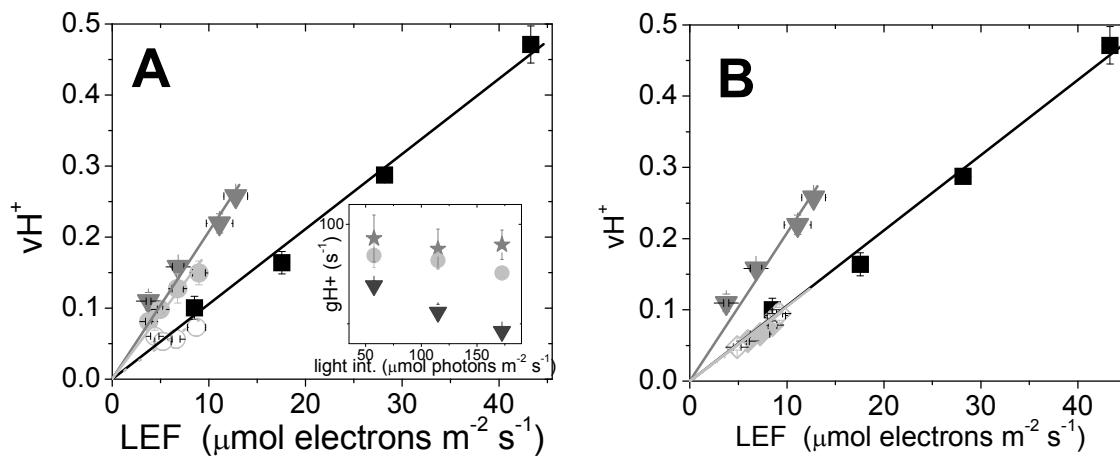 A
0.5
0.4
0.3
0.2
0.1
0.0
vH+
0 10 20 30 40
LEF (μmol electrons m-2 s-1)
100
gH+ (s-1)
50 100 150
light int. (μmol photons m-2 s-1)
B
0.5
0.4
0.3
0.2
0.1
0.0
vH+
0 10 20 30 40
LEF (μmol electrons m-2 s-1)